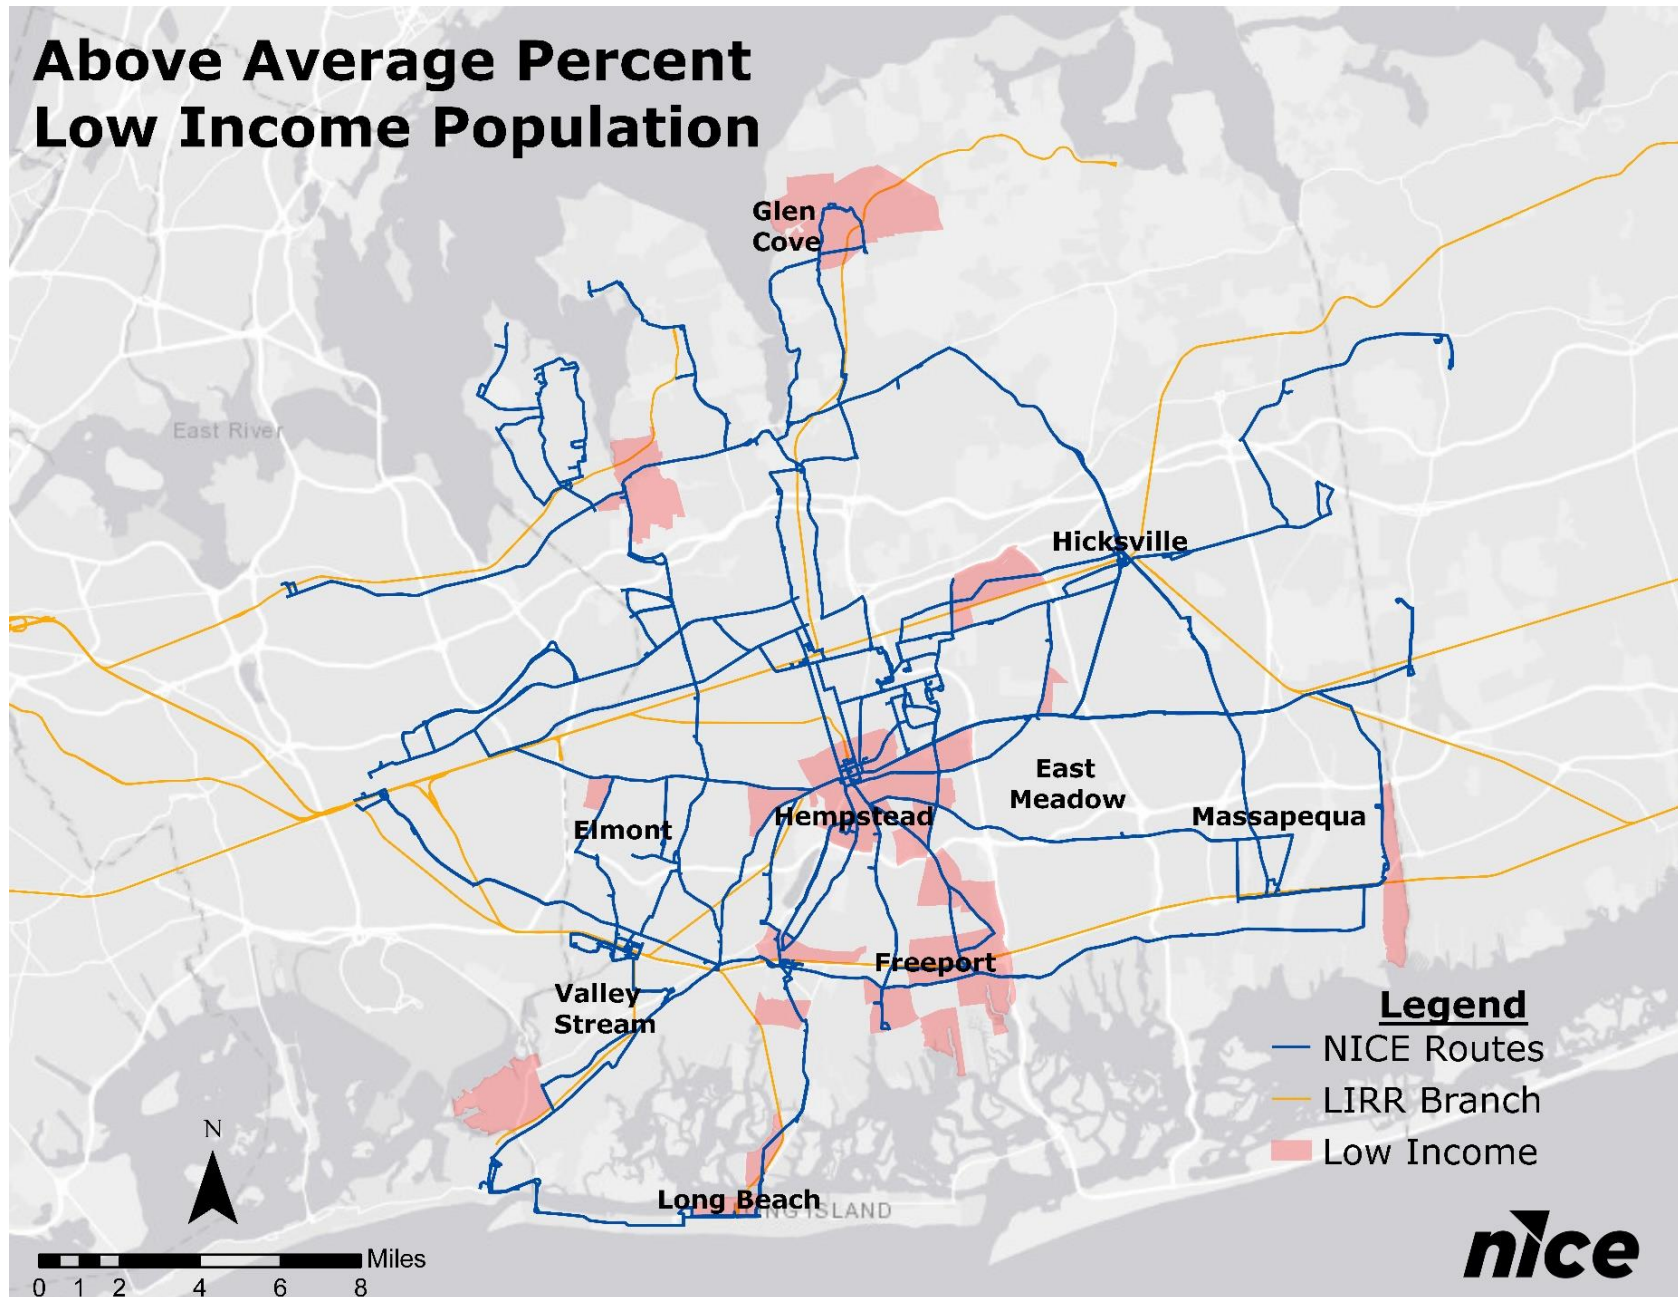 Above Average Percent
Low Income Population
Glen
Cove
East River
Hicksville
East
Meadow
Massapequa
Hempstead
Elmont
Freeport
Valley
Stream
Long Beach
ISLAND
Legend
NICE Routes
LIRR Branch
Low Income
N
Miles
0 1 2 4 6 8
nice